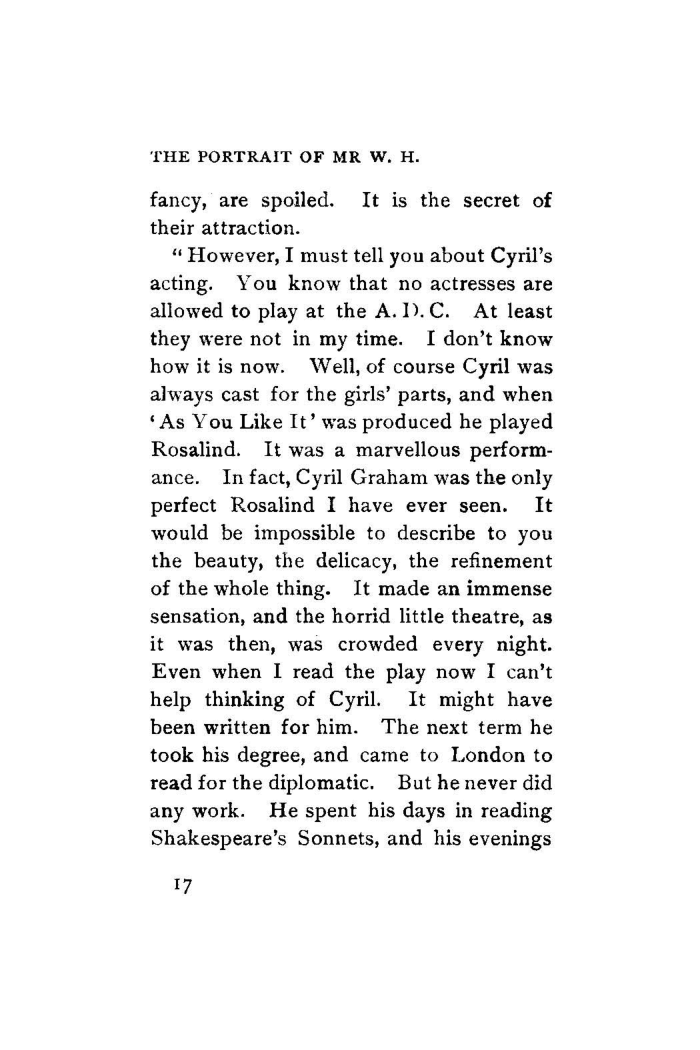 THE PORTRAIT OF MR W. H.
fancy, are spoiled. It is the secret of
their attraction.
“ However, I must tell you about Cyril's
acting. You know that no actresses are
allowed to play at the A. D. C. At least
they were not in my time. I don't know
how it is now. Well, of course Cyril was
always cast for the girls' parts, and when
‘ As You Like It ’ was produced he played
Rosalind. It was a marvellous perform-
ance. In fact, Cyril Graham was the only
perfect Rosalind I have ever seen. It
would be impossible to describe to you
the beauty, the delicacy, the refinement
of the whole thing. It made an immense
sensation, and the horrid little theatre, as
it was then, was crowded every night.
Even when I read the play now I can't
help thinking of Cyril. It might have
been written for him. The next term he
took his degree, and came to London to
read for the diplomatic. But he never did
any work. He spent his days in reading
Shakespeare's Sonnets, and his evenings
17